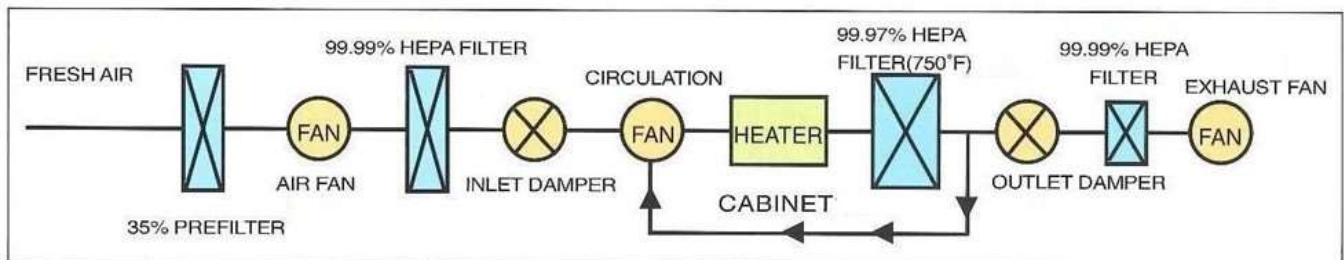 FRESH AIR
35% PREFILTER
FAN
AIR FAN
99.99% HEPA FILTER
INLET DAMPER
CIRCULATION
FAN
HEATER
99.97% HEPA
FILTER(750°F)
CABINET
OUTLET DAMPER
99.99% HEPA
FILTER
EXHAUST FAN
FAN